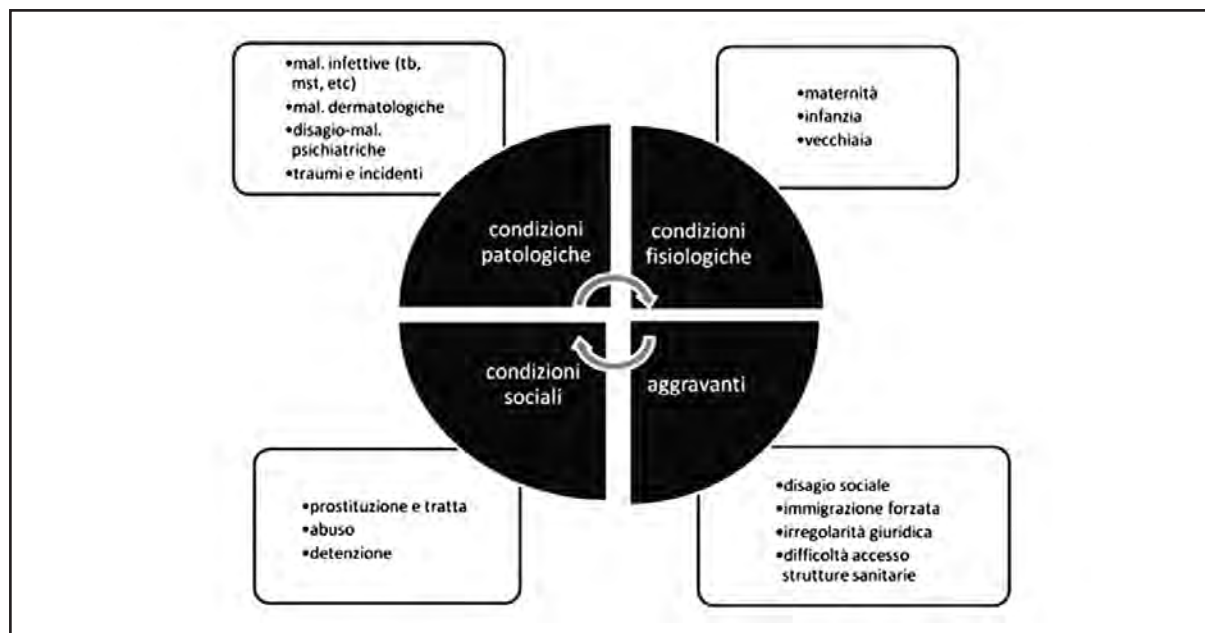 •mal. infettive (tb,
mst, etc)
•mal. dermatologiche
•disagio-mal.
psichiatriche
•traumi e incidenti
•maternità
•infanzia
•vecchiaia
condizioni
patologiche
condizioni
fisiologiche
condizioni
sociali
aggravanti
•prostituzione e tratta
•abuso
•detenzione
•disagio sociale
•immigrazione forzata
•irregolarità giuridica
•difficoltà accesso
strutture sanitarie